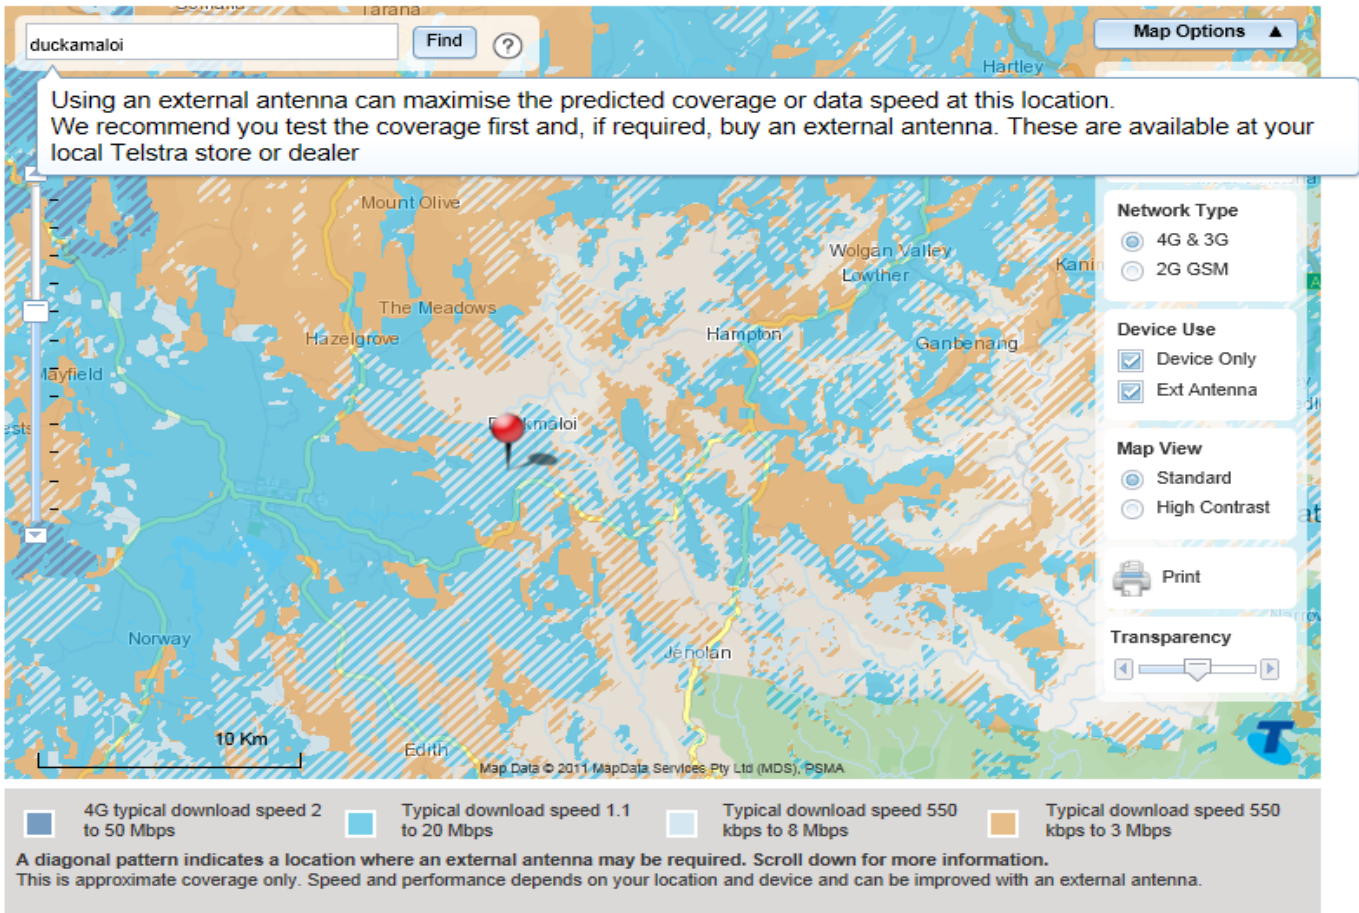 Tarana
duckamaloi
Find
?
Map Options ▲
Hartley
Using an external antenna can maximise the predicted coverage or data speed at this location.
We recommend you test the coverage first and, if required, buy an external antenna. These are available at your
local Telstra store or dealer
Mount Olive
Network Type
4G & 3G
2G GSM
Wolgan Valley
Lowther
The Meadows
Hazelgrove
Hampton
Ganbenang
Device Use
Device Only
Ext Antenna
Mayfield
Map View
Standard
High Contrast
Print
Norway
Jenolan
Transparency
10 Km
Edith
Map Data © 2011 MapData Services Pty Ltd (MDS), PSMA
T
4G typical download speed 2
to 50 Mbps
Typical download speed 1.1
to 20 Mbps
Typical download speed 550
kbps to 8 Mbps
Typical download speed 550
kbps to 3 Mbps
A diagonal pattern indicates a location where an external antenna may be required. Scroll down for more information.
This is approximate coverage only. Speed and performance depends on your location and device and can be improved with an external antenna.